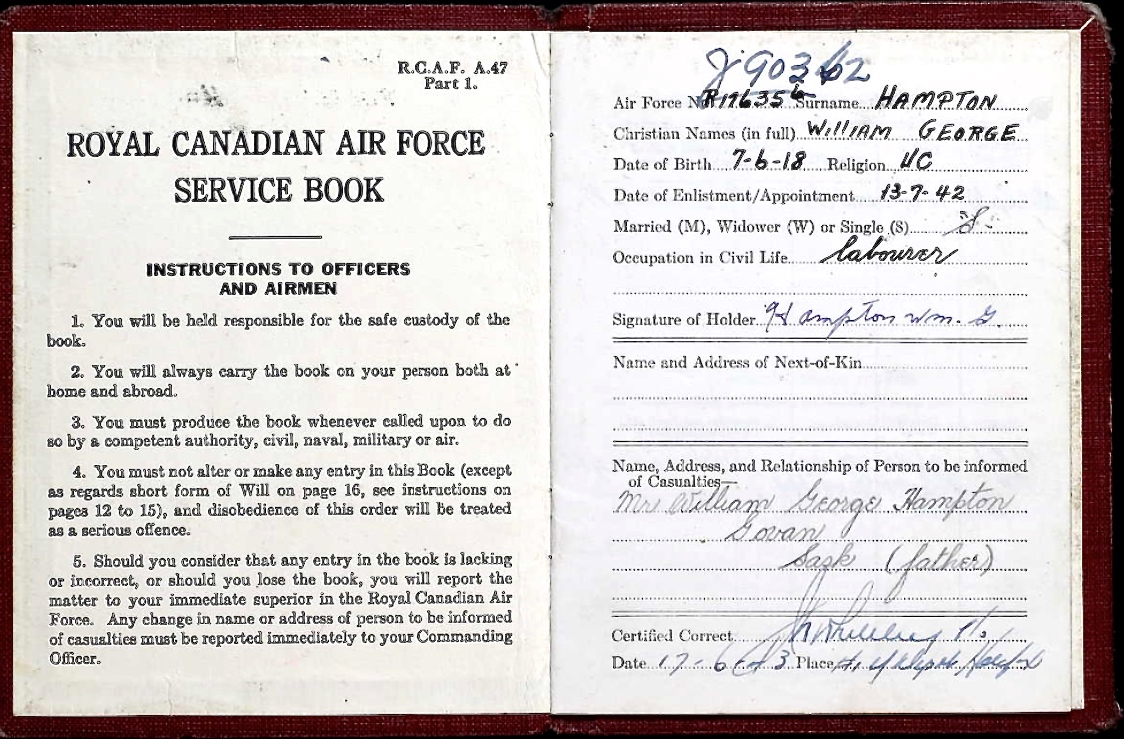 R.C.A.F. A.47
Part 1.
ROYAL CANADIAN AIR FORCE
SERVICE BOOK
INSTRUCTIONS TO OFFICERS
AND AIRMEN
1. You will be held responsible for the safe custody of the
book.
2. You will always carry the book on your person both at
home and abroad.
3. You must produce the book whenever called upon to do
so by a competent authority, civil, naval, military or air.
4. You must not alter or make any entry in this Book (except
as regards short form of Will on page 16, see instructions on
pages 12 to 15), and disobedience of this order will be treated
as a serious offence.
5. Should you consider that any entry in the book is lacking
or incorrect, or should you lose the book, you will report the
matter to your immediate superior in the Royal Canadian Air
Force. Any change in name or address of person to be informed
of casualties must be reported immediately to your Commanding
Officer.
J90362
Air Force No. R176356 Surname HAMPTON
Christian Names (in full) William GEORGE
Date of Birth 7-6-18 Religion UC
Date of Enlistment/Appointment 13-7-42
Married (M), Widower (W) or Single (S) S.
Occupation in Civil Life labourer
Signature of Holder Hampton Wm. G.
Name and Address of Next-of-Kin
Name, Address, and Relationship of Person to be informed
of Casualties—
Mr William George Hampton
Govan
Sask (father)
Certified Correct
Date 17-6-43 Place